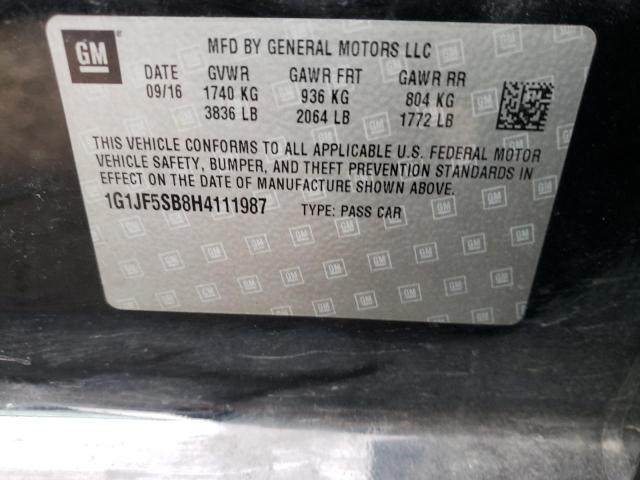 GM
MFD BY GENERAL MOTORS LLC
DATE GVWR GAWR FRT GAWR RR
09/16 1740 KG 936 KG 804 KG
3836 LB 2064 LB 1772 LB
THIS VEHICLE CONFORMS TO ALL APPLICABLE U.S. FEDERAL MOTOR
VEHICLE SAFETY, BUMPER, AND THEFT PREVENTION STANDARDS IN
EFFECT ON THE DATE OF MANUFACTURE SHOWN ABOVE.
1G1JF5SB8H4111987 TYPE: PASS CAR